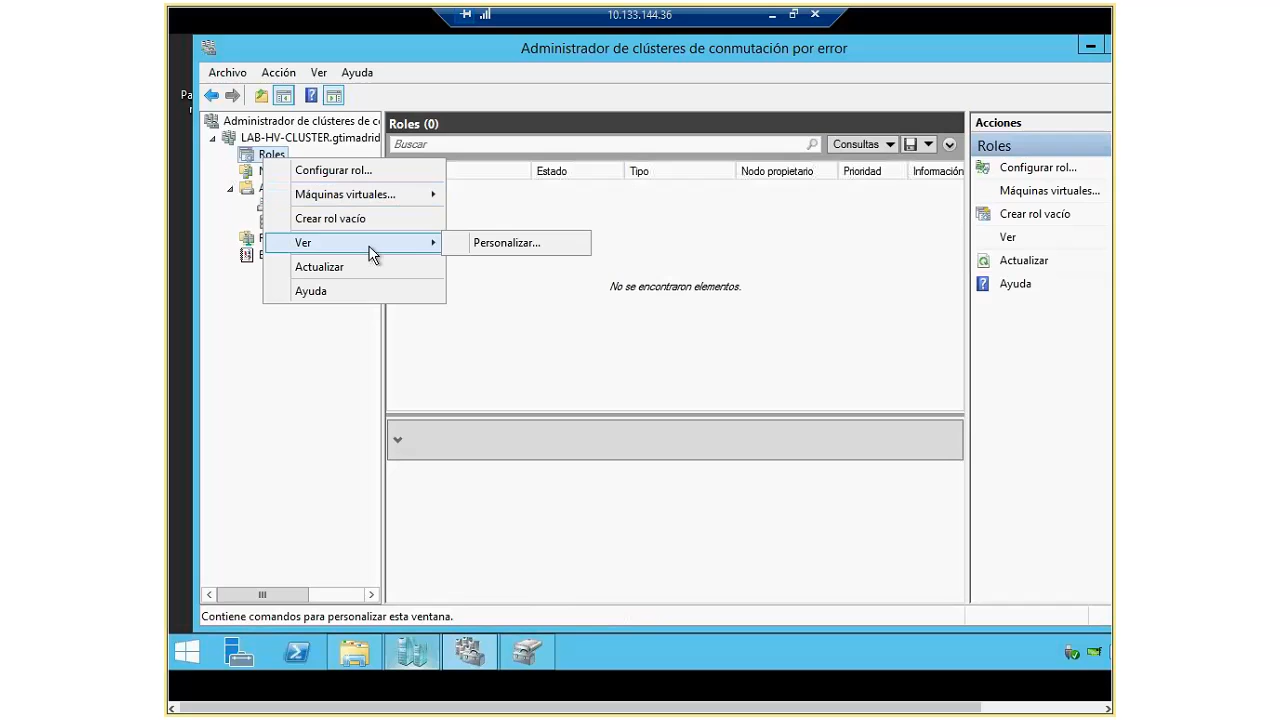 10.133.144.36
Administrador de clústeres de conmutación por error
Archivo Acción Ver Ayuda
Pa
Administrador de clústeres de c
LAB-HV-CLUSTER.gtimadrid
Roles
Configurar rol...
Máquinas virtuales...
Crear rol vacío
Ver
Personalizar...
Actualizar
Ayuda
Roles (0)
Buscar
Consultas
Estado Tipo Nodo propietario Prioridad Información
No se encontraron elementos.
Acciones
Roles
Configurar rol...
Máquinas virtuales...
Crear rol vacío
Ver
Actualizar
Ayuda
Contiene comandos para personalizar esta ventana.